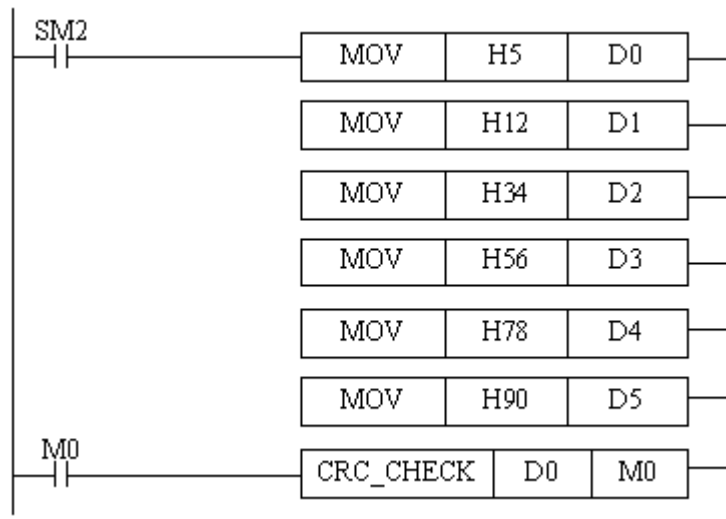 SM2
MOV H5 D0
MOV H12 D1
MOV H34 D2
MOV H56 D3
MOV H78 D4
MOV H90 D5
M0
CRC_CHECK D0 M0